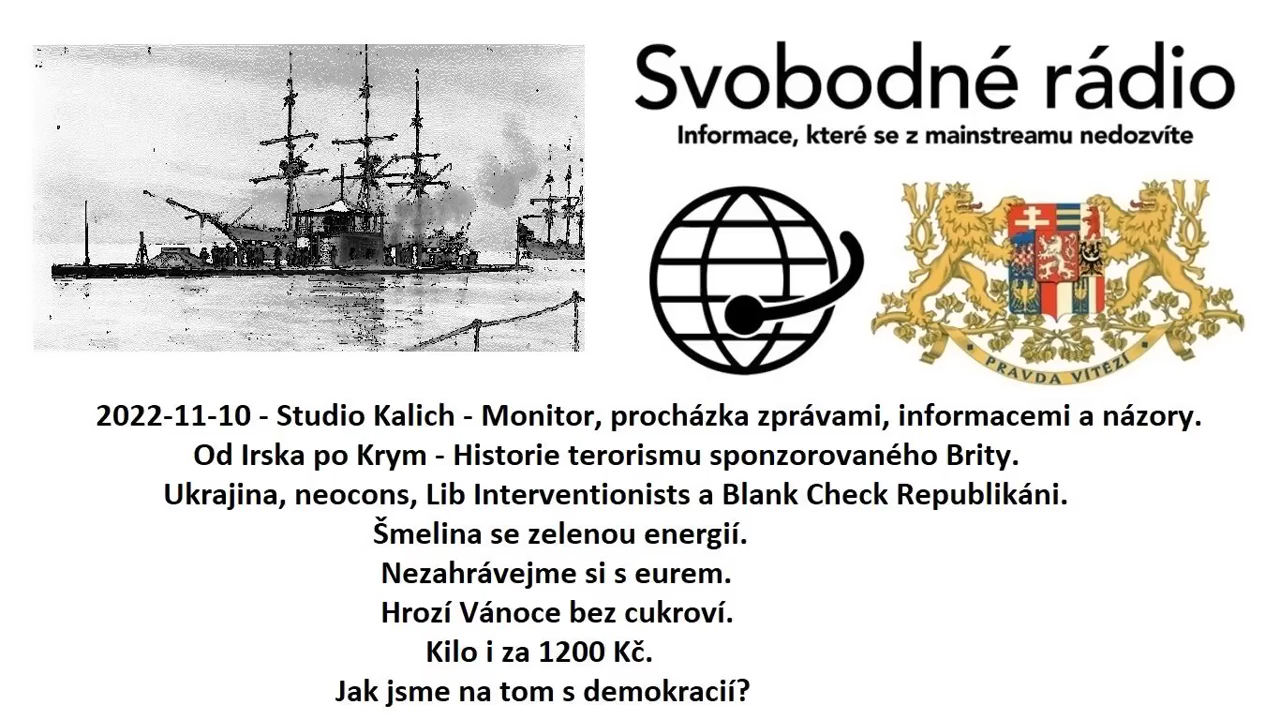 Svobodné rádio
Informace, které se z mainstreamu nedozvíte
PRAVDA VÍTĚZÍ
2022-11-10 - Studio Kalich - Monitor, procházka zprávami, informacemi a názory.
Od Irska po Krym - Historie terorismu sponzorovaného Brity.
Ukrajina, neocons, Lib Interventionists a Blank Check Republikáni.
Šmelina se zelenou energií.
Nezahrávejme si s eurem.
Hrozí Vánoce bez cukroví.
Kilo i za 1200 Kč.
Jak jsme na tom s demokracií?